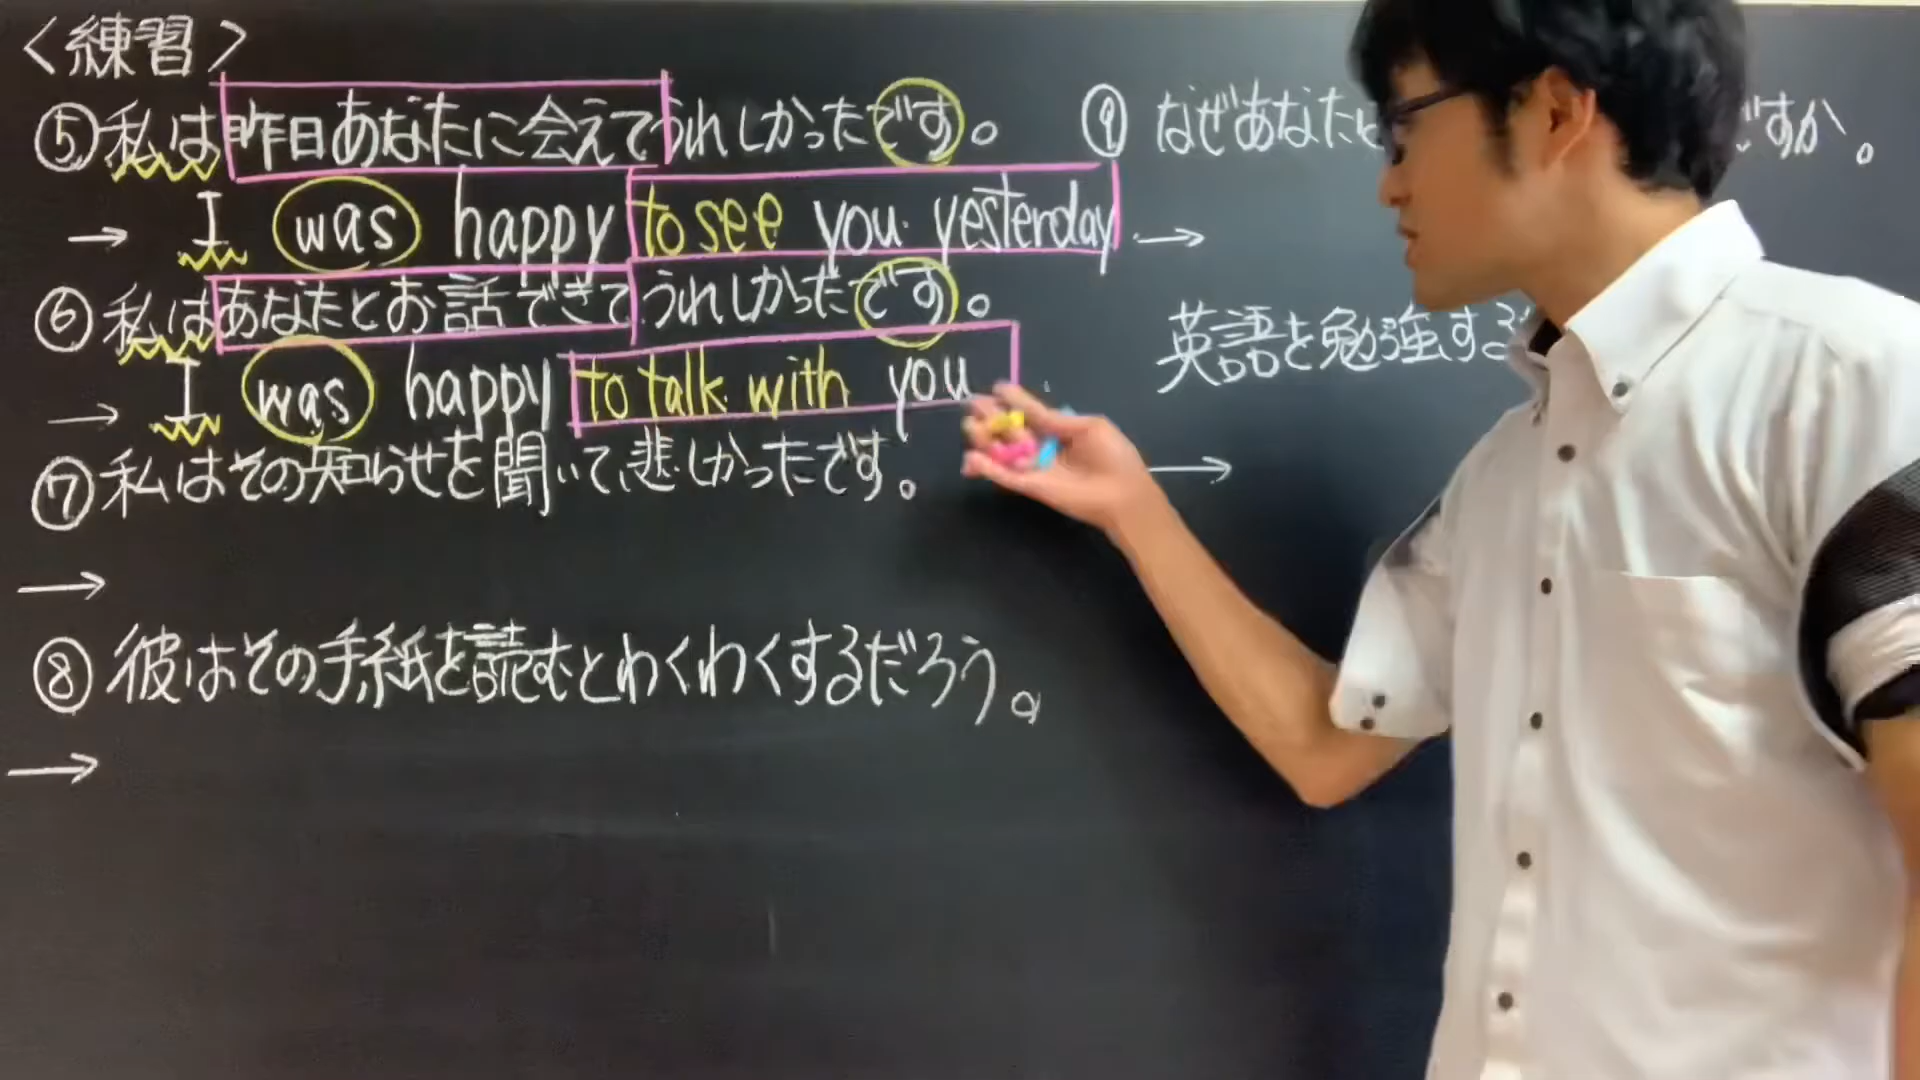 <練習>
⑤私は昨日あなたに会えてうれしかったです。
→ I was happy to see you yesterday.
⑥私はあなたとお話できてうれしかったです。
→ I was happy to talk with you.
⑦私はその知らせを聞いて、悲しかったです。
→
⑧彼はその手紙を読むとわくわくするだろう。
→
⑨なぜあなたと ですか。
→
英語を勉強する
→